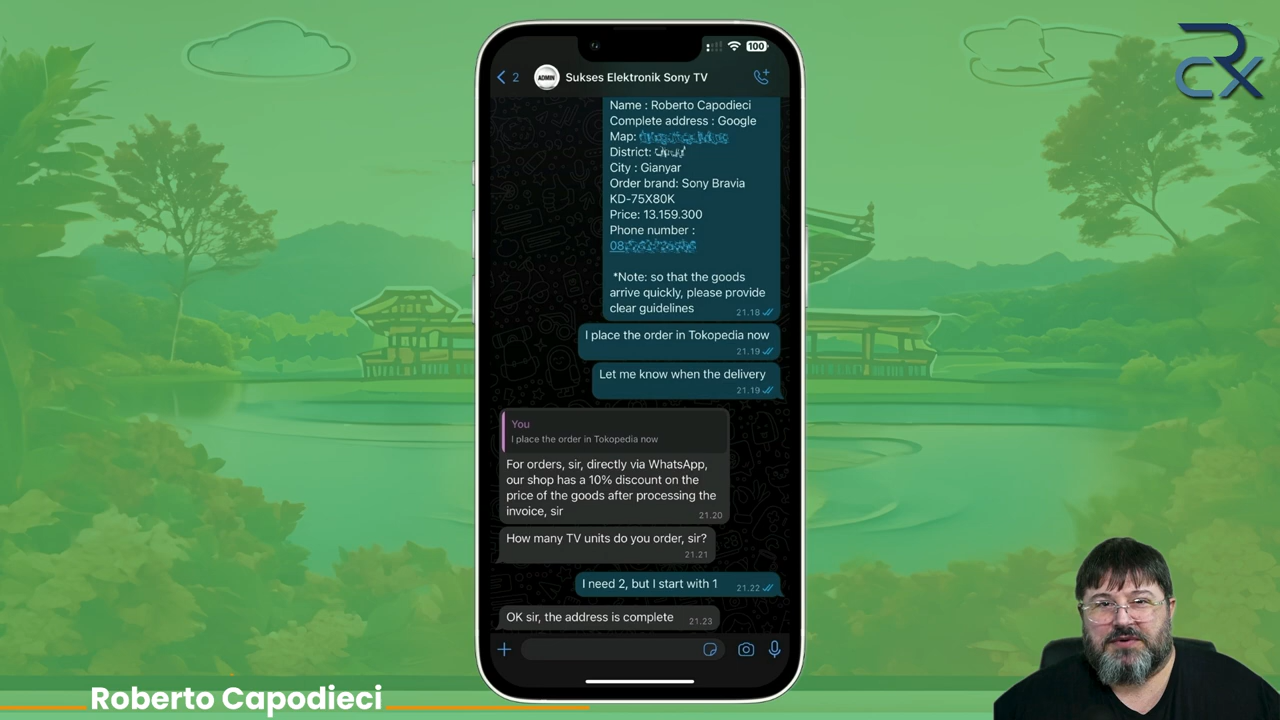 100
2
ADMIN
Sukses Elektronik Sony TV
Name : Roberto Capodieci
Complete address : Google
Map:
District:
City : Gianyar
Order brand: Sony Bravia
KD-75X80K
Price: 13.159.300
Phone number :
08
*Note: so that the goods
arrive quickly, please provide
clear guidelines
21.18
I place the order in Tokopedia now
21.19
Let me know when the delivery
21.19
You
I place the order in Tokopedia now
For orders, sir, directly via WhatsApp,
our shop has a 10% discount on the
price of the goods after processing the
invoice, sir
21.20
How many TV units do you order, sir?
21.21
I need 2, but I start with 1
21.22
OK sir, the address is complete
21.23
Roberto Capodieci
CRX